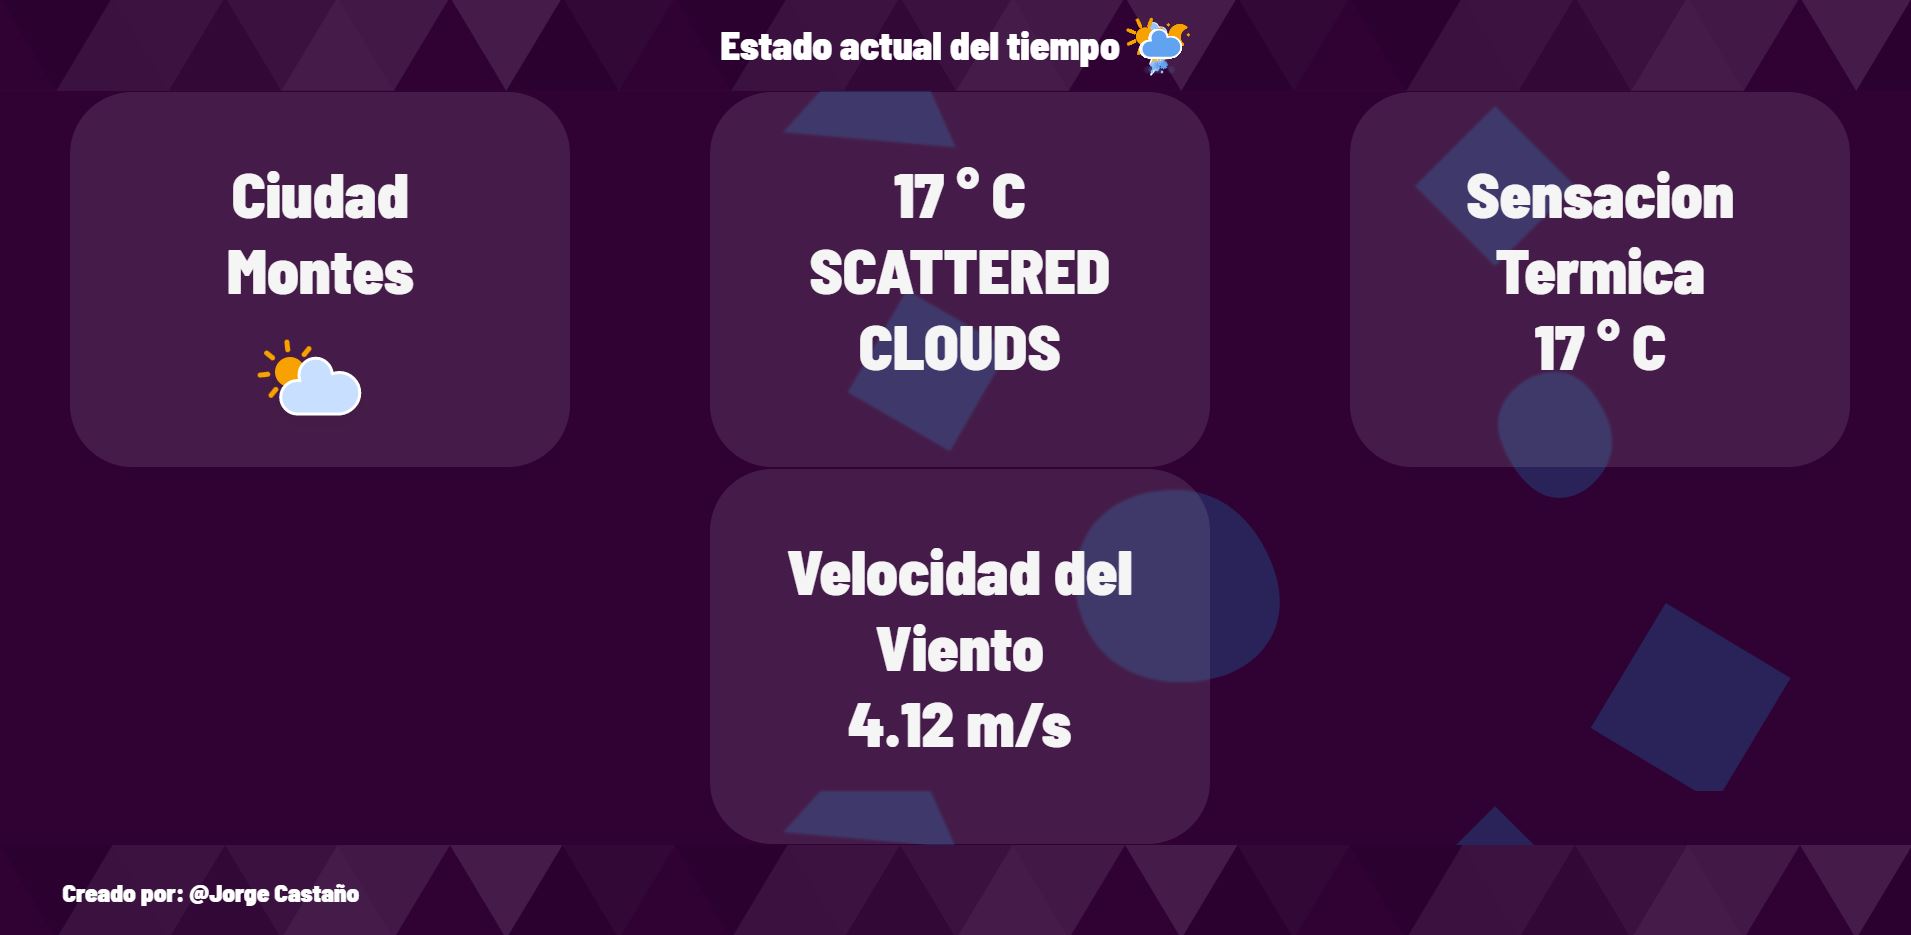 Estado actual del tiempo
Ciudad
Montes
17 ° C
SCATTERED
CLOUDS
Sensacion
Termica
17 ° C
Velocidad del
Viento
4.12 m/s
Creado por: @Jorge Castaño